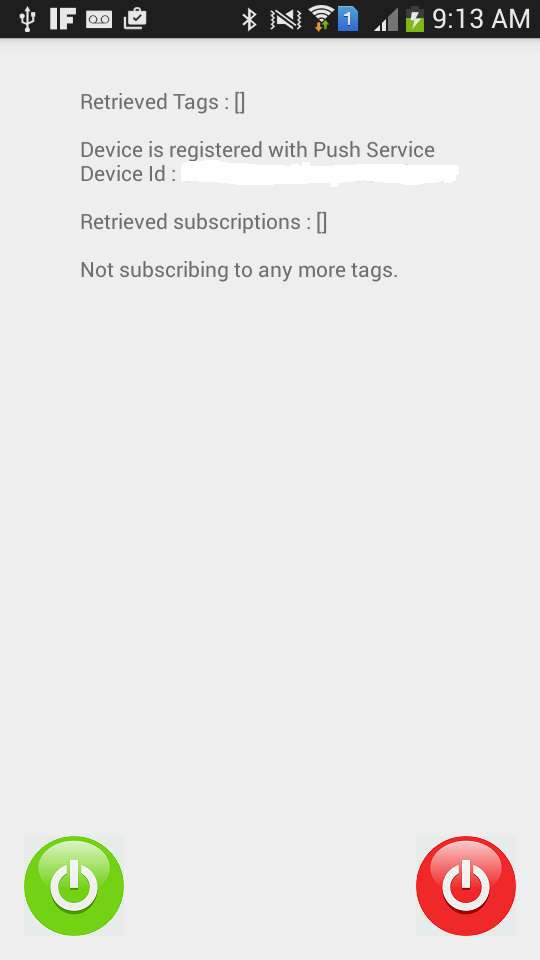 IF
1
9:13 AM
Retrieved Tags : []
Device is registered with Push Service
Device Id :
Retrieved subscriptions : []
Not subscribing to any more tags.